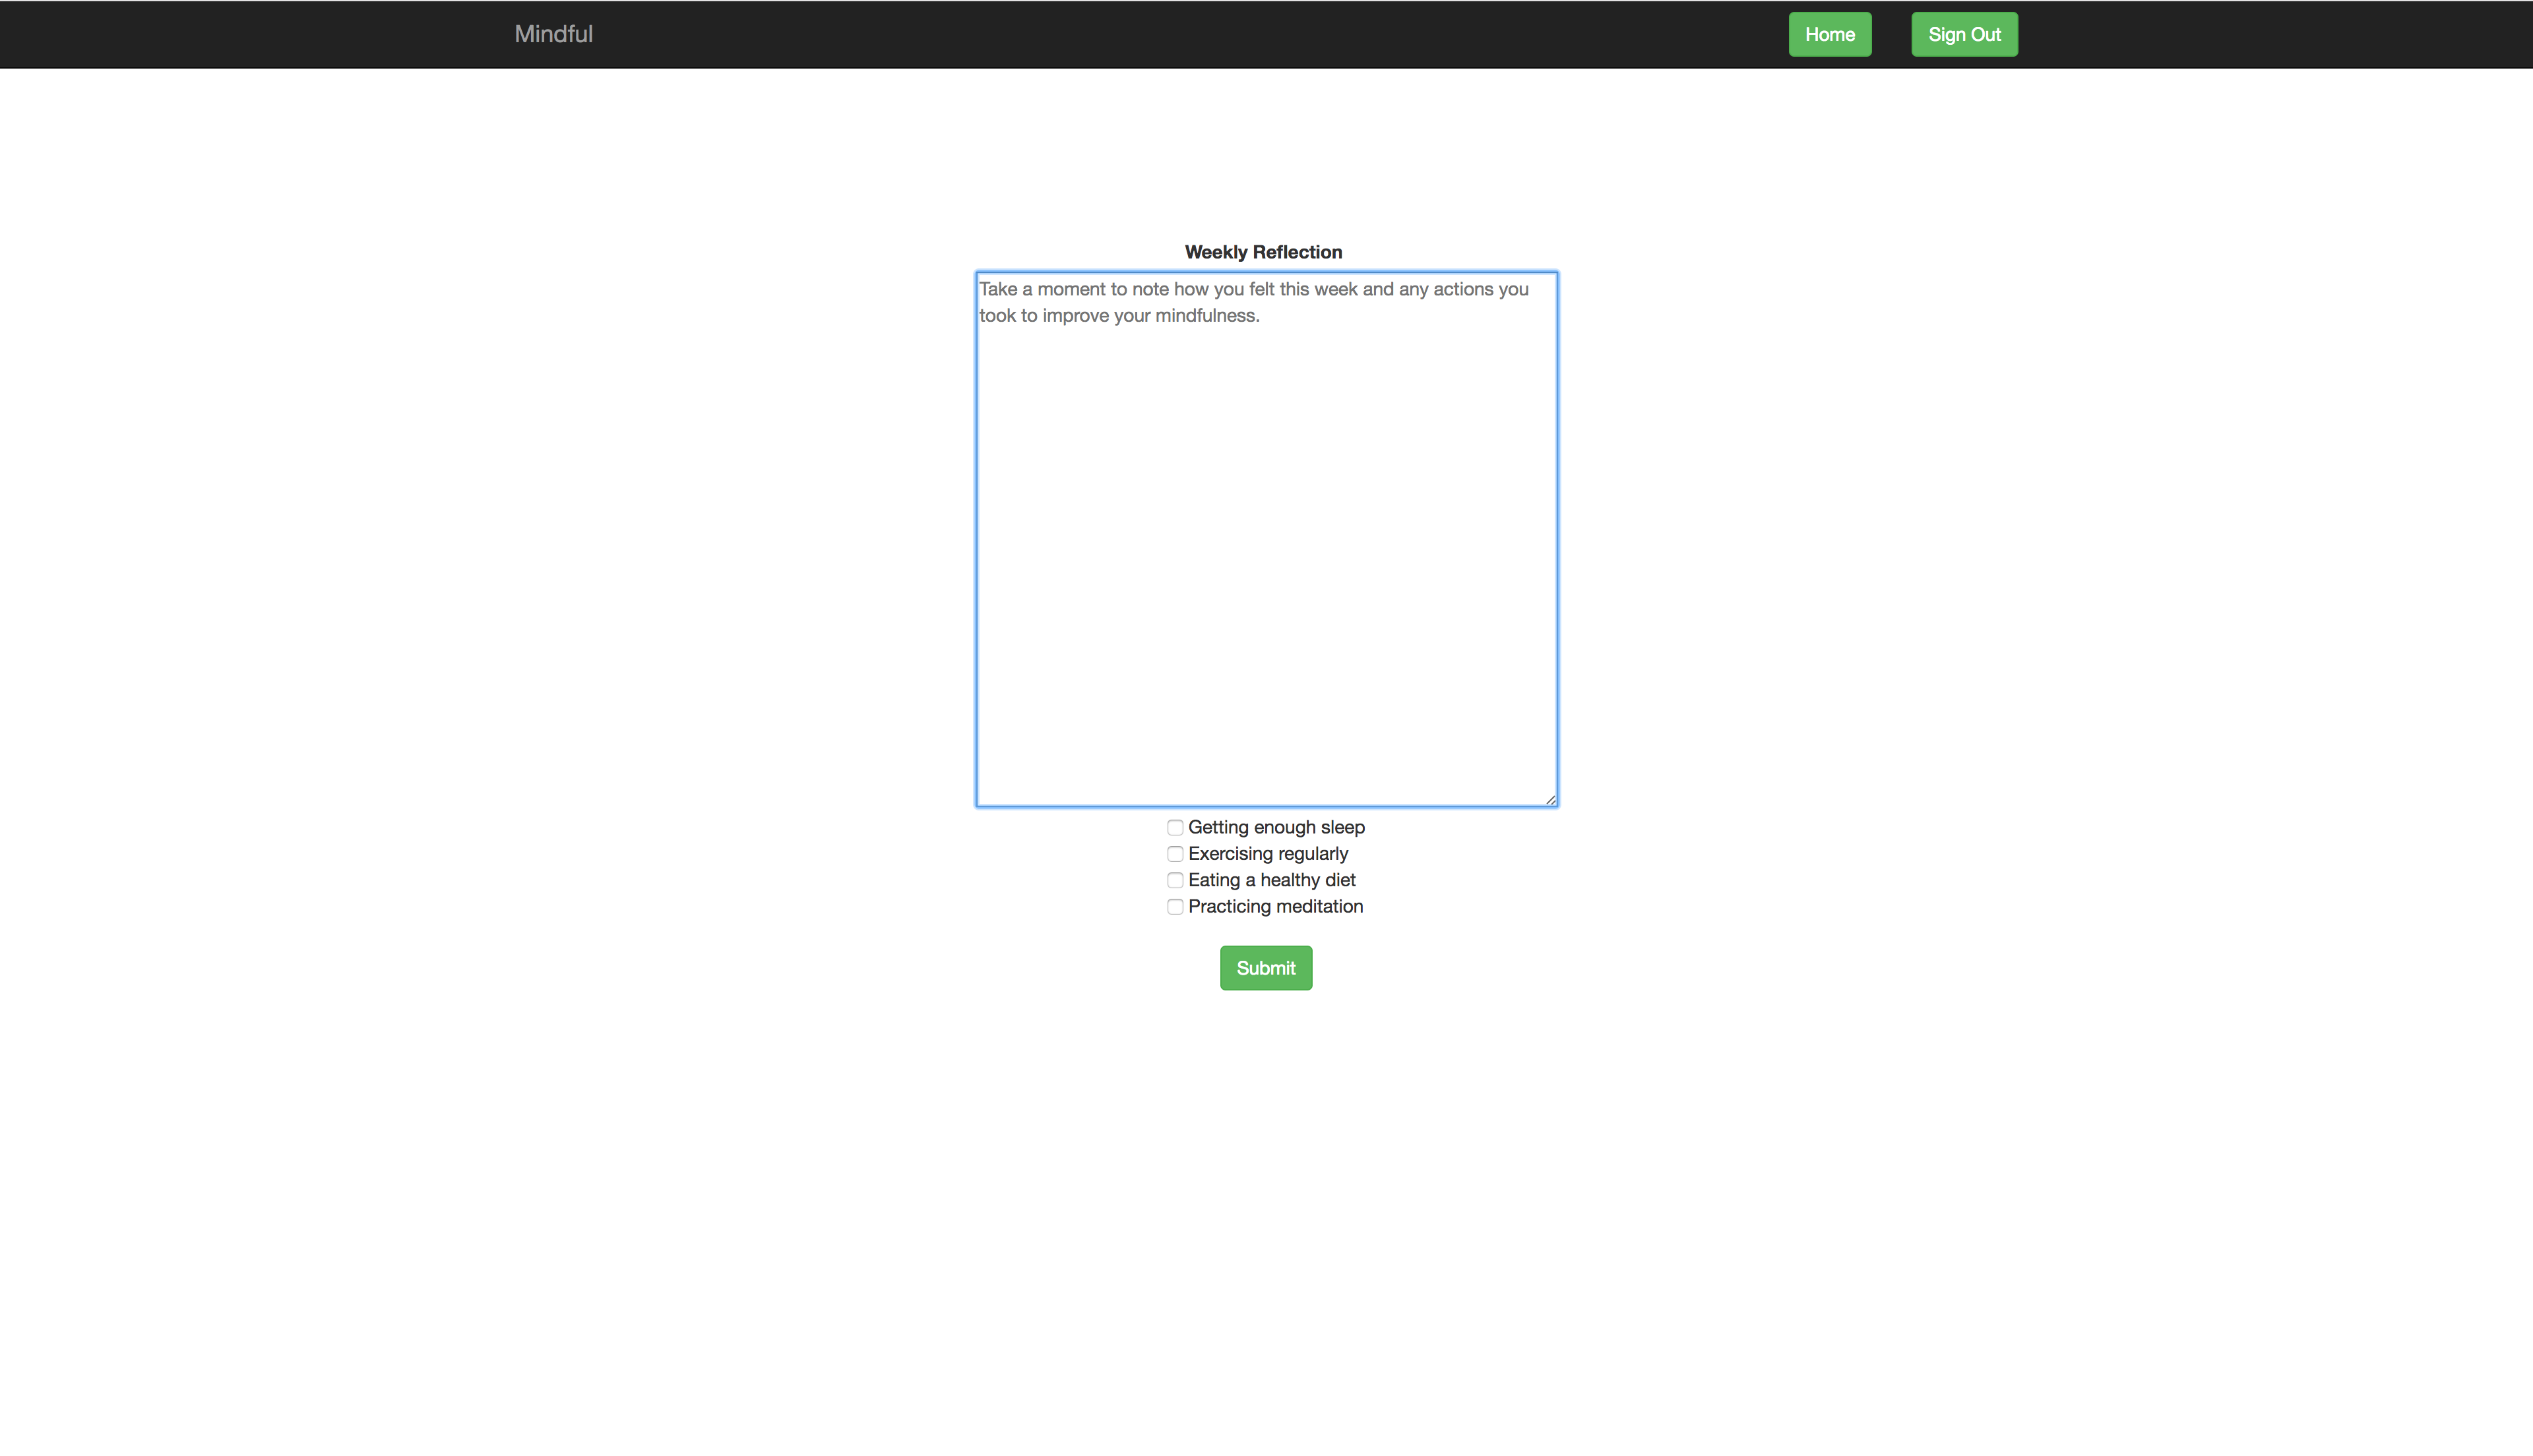 Mindful
Home
Sign Out
Weekly Reflection
Take a moment to note how you felt this week and any actions you
took to improve your mindfulness.
Getting enough sleep
Exercising regularly
Eating a healthy diet
Practicing meditation
Submit